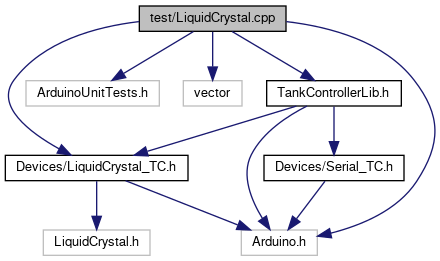 test/LiquidCrystal.cpp
ArduinoUnitTests.h
vector
TankControllerLib.h
Devices/LiquidCrystal_TC.h
Devices/Serial_TC.h
LiquidCrystal.h
Arduino.h